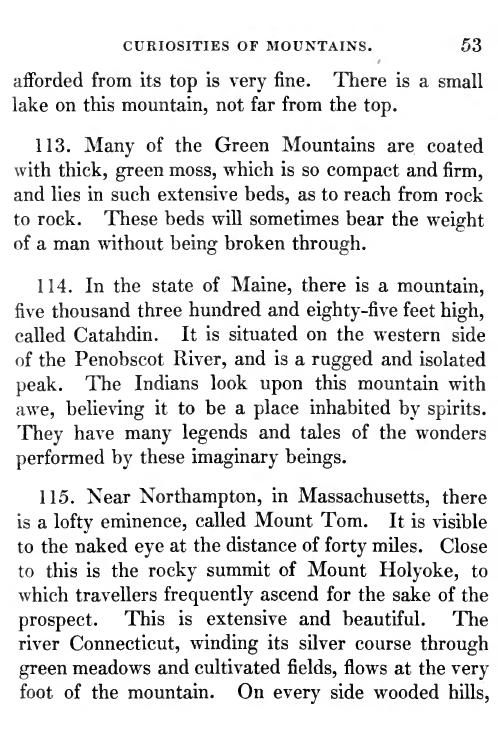 CURIOSITIES OF MOUNTAINS. 53
afforded from its top is very fine. There is a small
lake on this mountain, not far from the top.
113. Many of the Green Mountains are coated
with thick, green moss, which is so compact and firm,
and lies in such extensive beds, as to reach from rock
to rock. These beds will sometimes bear the weight
of a man without being broken through.
114. In the state of Maine, there is a mountain,
five thousand three hundred and eighty-five feet high,
called Catahdin. It is situated on the western side
of the Penobscot River, and is a rugged and isolated
peak. The Indians look upon this mountain with
awe, believing it to be a place inhabited by spirits.
They have many legends and tales of the wonders
performed by these imaginary beings.
115. Near Northampton, in Massachusetts, there
is a lofty eminence, called Mount Tom. It is visible
to the naked eye at the distance of forty miles. Close
to this is the rocky summit of Mount Holyoke, to
which travellers frequently ascend for the sake of the
prospect. This is extensive and beautiful. The
river Connecticut, winding its silver course through
green meadows and cultivated fields, flows at the very
foot of the mountain. On every side wooded hills,